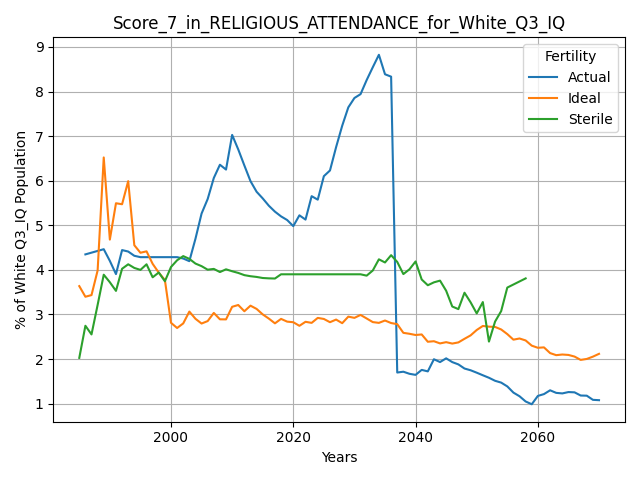 Score_7_in_RELIGIOUS_ATTENDANCE_for_White_Q3_IQ
% of White Q3_IQ Population
9
8
7
6
5
4
3
2
1
Fertility
Actual
Ideal
Sterile
2000
2020
2040
2060
Years